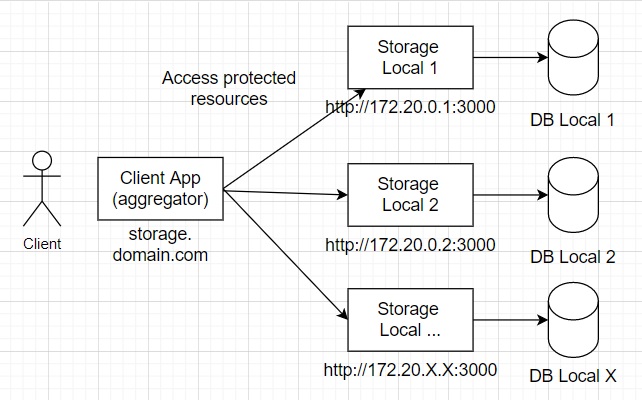 Storage
Local 1
Access protected
resources
http://172.20.0.1:3000
DB Local 1
Client App
(aggregator)
Storage
Local 2
Client
storage.
domain.com
http://172.20.0.2:3000
DB Local 2
Storage
Local ...
http://172.20.X.X:3000
DB Local X